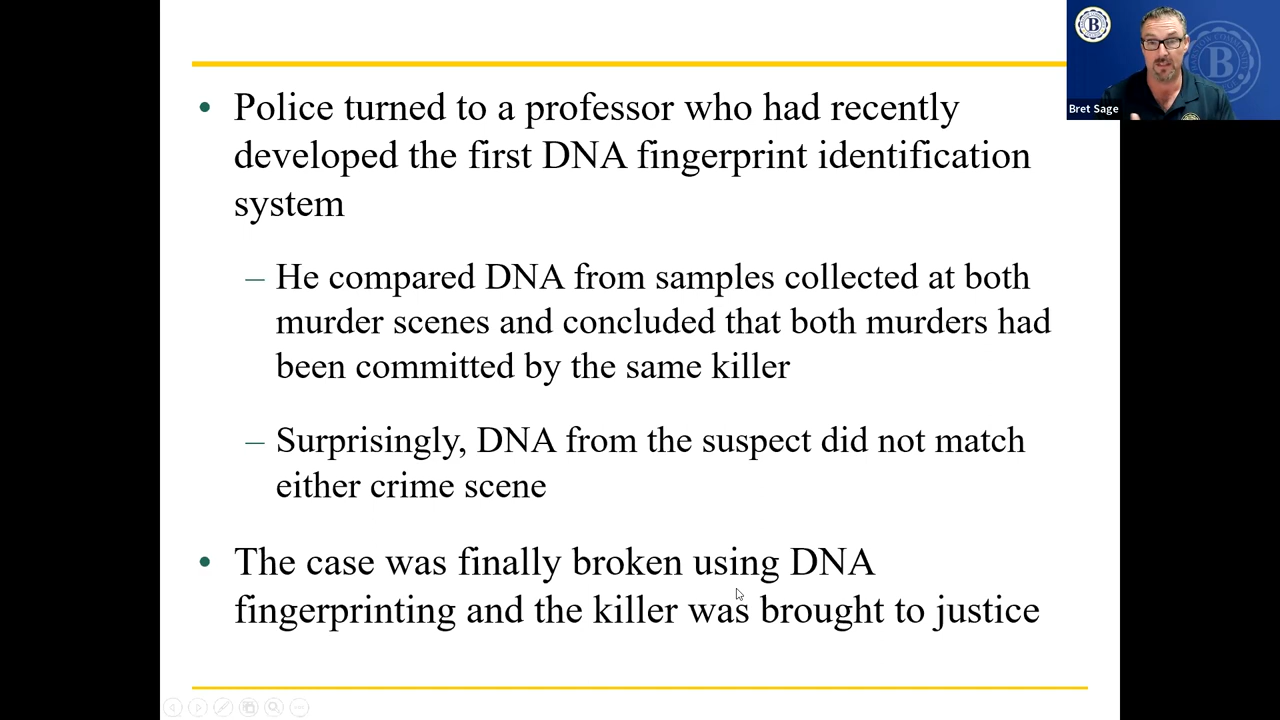 • Police turned to a professor who had recently
developed the first DNA fingerprint identification
system
– He compared DNA from samples collected at both
murder scenes and concluded that both murders had
been committed by the same killer
– Surprisingly, DNA from the suspect did not match
either crime scene
• The case was finally broken using DNA
fingerprinting and the killer was brought to justice
B
B
Bret Sage